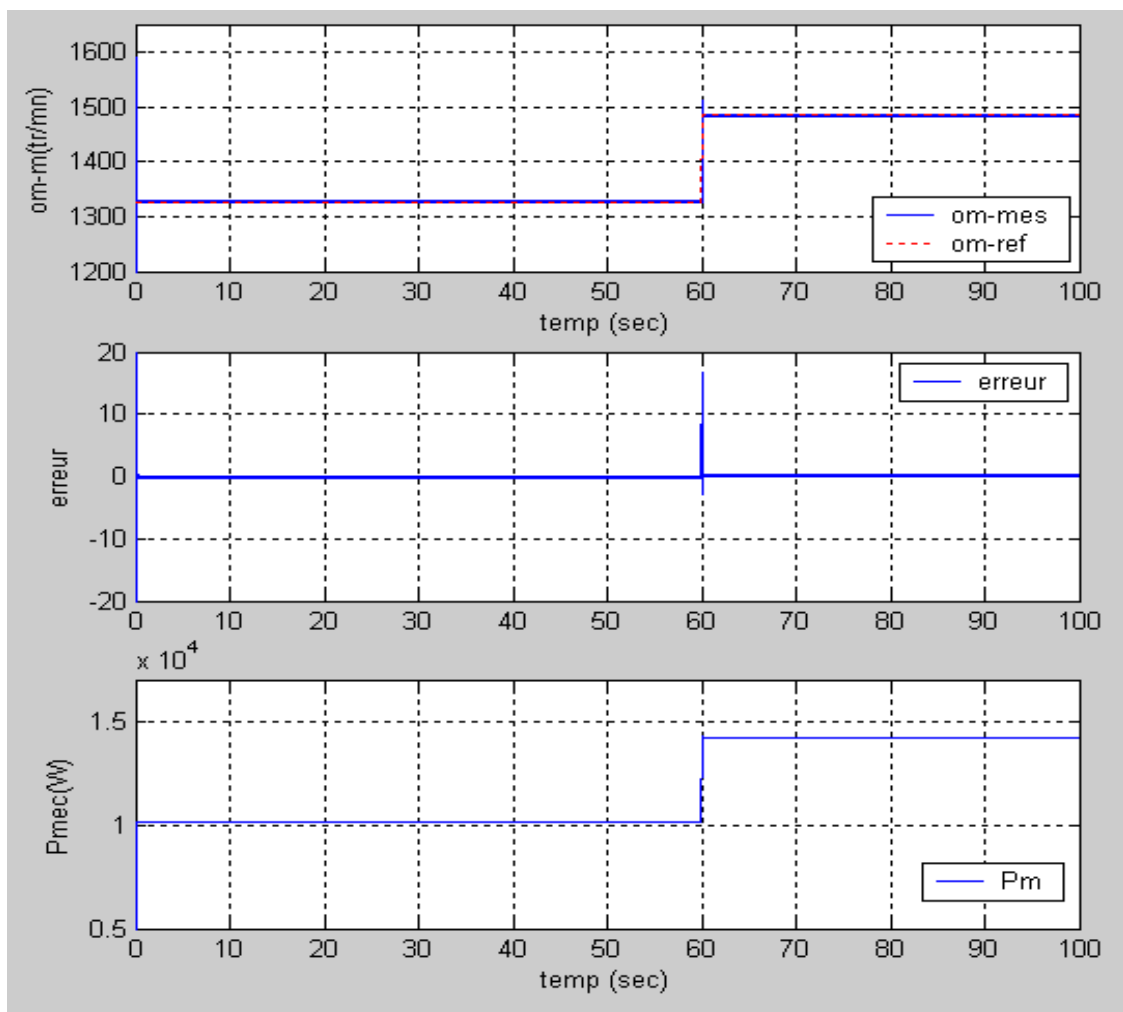 1600
1500
1400
1300
1200
om-m(tr/mn)
om-mes
om-ref
0 10 20 30 40 50 60 70 80 90 100
temp (sec)
20
10
0
-10
-20
erreur
erreur
0 10 20 30 40 50 60 70 80 90 100
x 10^4
1.5
1
0.5
Pmec(W)
Pm
0 10 20 30 40 50 60 70 80 90 100
temp (sec)